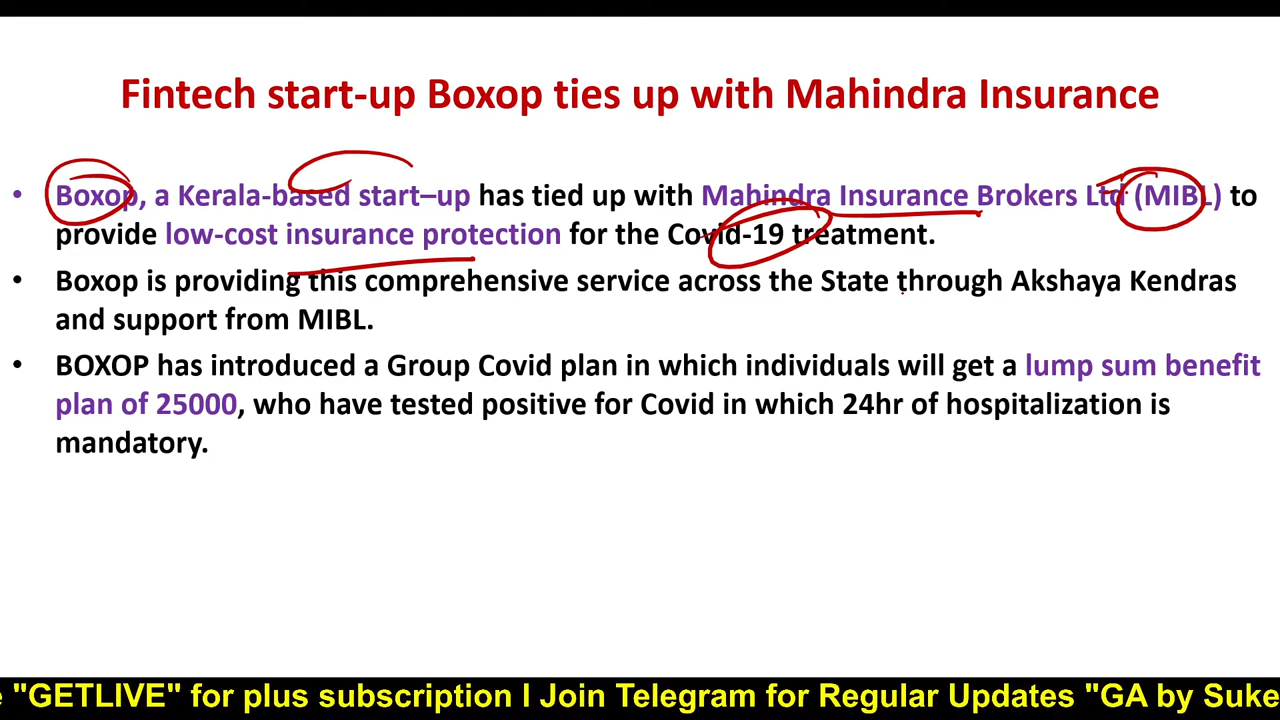 Fintech start-up Boxop ties up with Mahindra Insurance
• Boxop, a Kerala-based start–up has tied up with Mahindra Insurance Brokers Ltd (MIBL) to
provide low-cost insurance protection for the Covid-19 treatment.
• Boxop is providing this comprehensive service across the State through Akshaya Kendras
and support from MIBL.
• BOXOP has introduced a Group Covid plan in which individuals will get a lump sum benefit
plan of 25000, who have tested positive for Covid in which 24hr of hospitalization is
mandatory.
e "GETLIVE" for plus subscription I Join Telegram for Regular Updates "GA by Suke